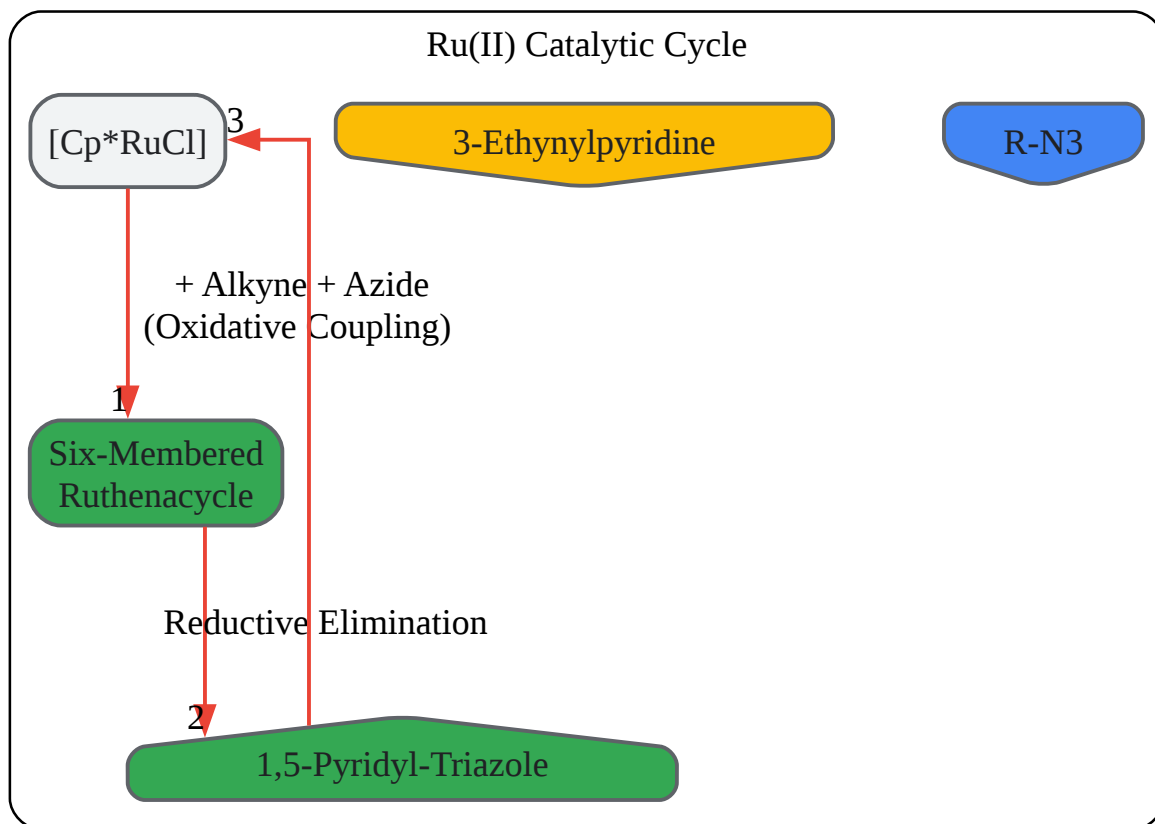 Ru(II) Catalytic Cycle
[Cp*RuCl]
3
3-Ethynylpyridine
R-N3
+ Alkyne + Azide
(Oxidative Coupling)
1
Six-Membered
Ruthenacycle
Reductive Elimination
2
1,5-Pyridyl-Triazole